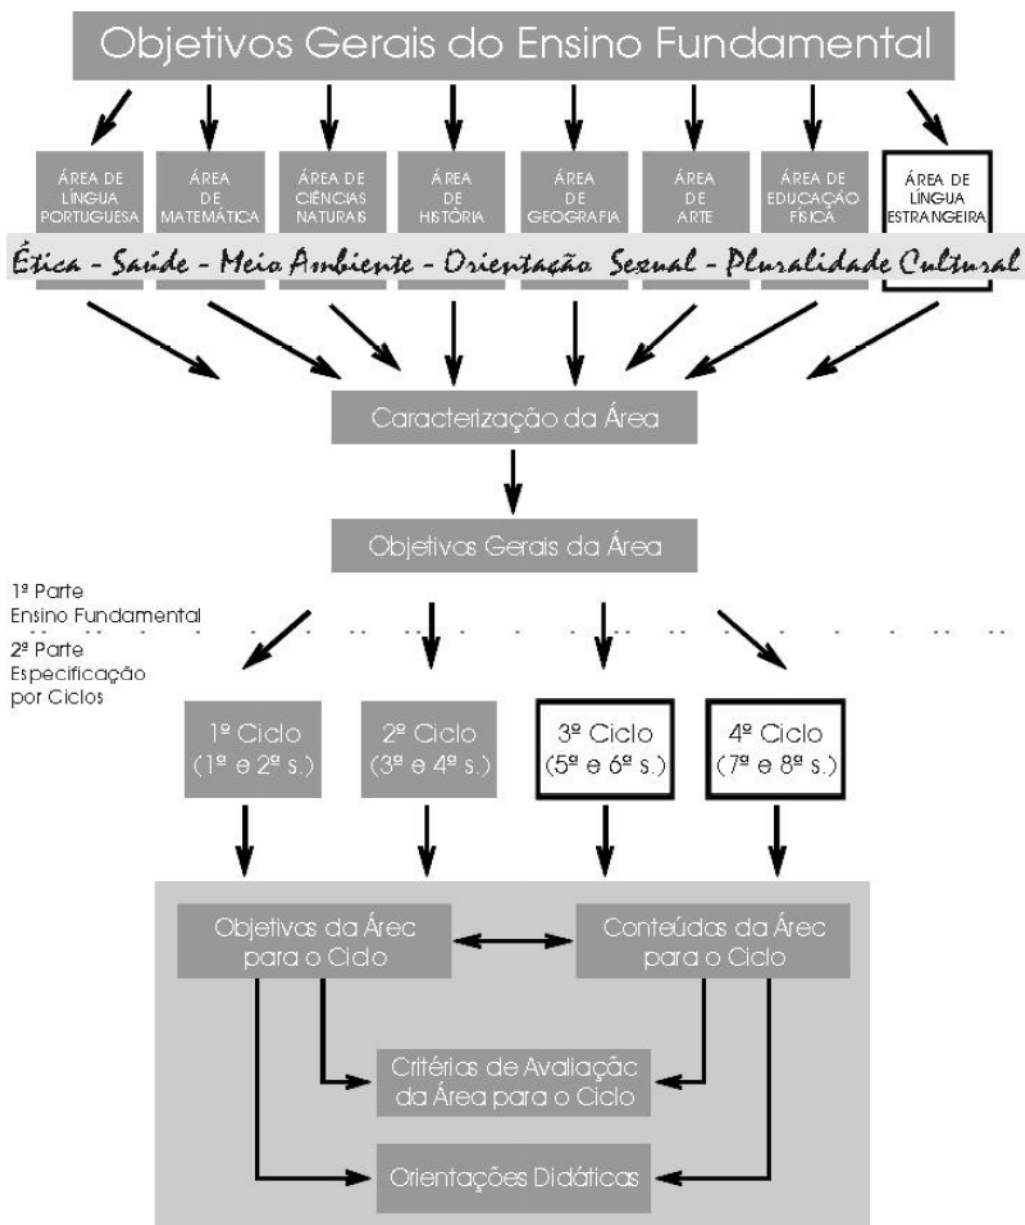 Objetivos Gerais do Ensino Fundamental
ÁREA DE
LÍNGUA
PORTUGUESA
ÁREA
DE
MATEMÁTICA
ÁREA DE
CIÊNCIAS
NATURAIS
ÁREA
DE
HISTÓRIA
ÁREA
DE
GEOGRAFIA
ÁREA
DE
ARTE
ÁREA DE
EDUCAÇÃO
FÍSICA
ÁREA DE
LÍNGUA
ESTRANGEIRA
Ética - Saúde - Meio Ambiente - Orientação Sexual - Pluralidade Cultural
Caracterização da Área
Objetivos Gerais da Área
1ª Parte
Ensino Fundamental
2ª Parte
Especificação
por Ciclos
1º Ciclo
(1ª e 2ª s.)
2º Ciclo
(3ª e 4ª s.)
3º Ciclo
(5ª e 6ª s.)
4º Ciclo
(7ª e 8ª s.)
Objetivos da Área
para o Ciclo
Conteúdos da Área
para o Ciclo
Critérios de Avaliação
da Área para o Ciclo
Orientações Didáticas